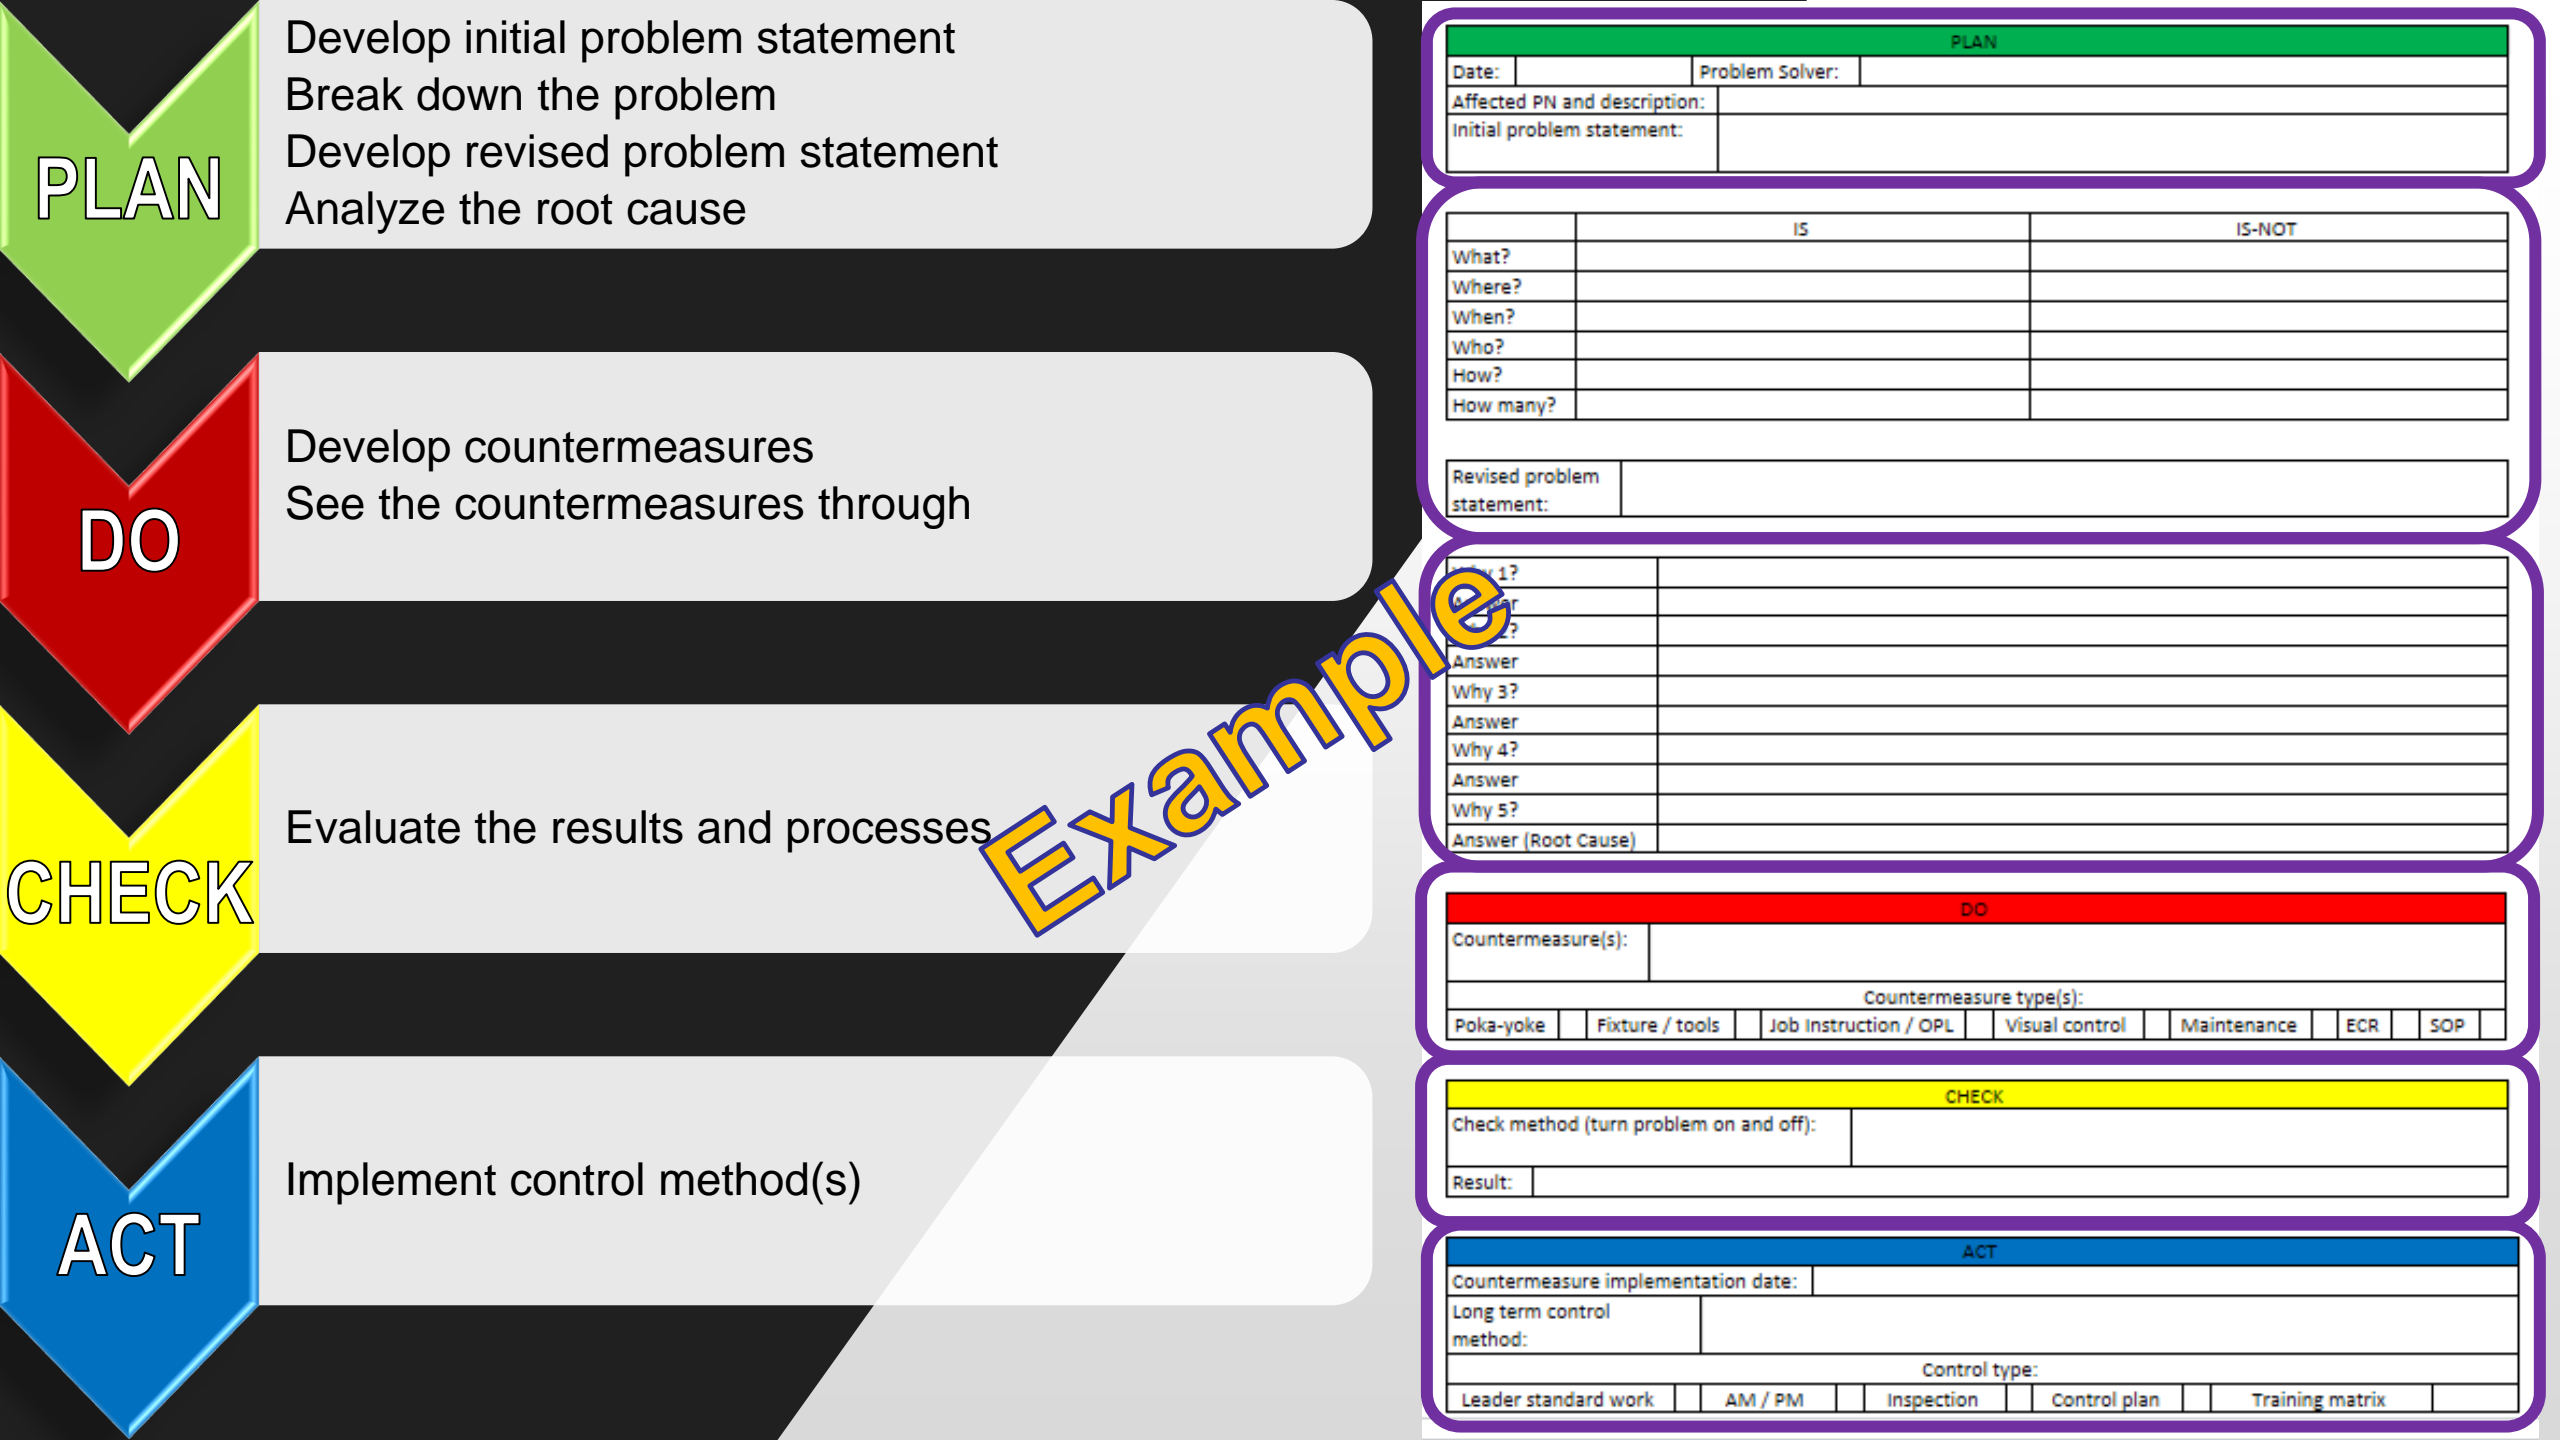 PLAN
Develop initial problem statement
Break down the problem
Develop revised problem statement
Analyze the root cause
DO
Develop countermeasures
See the countermeasures through
CHECK
Evaluate the results and processes
ACT
Implement control method(s)
Example
PLAN
Date: Problem Solver:
Affected PN and description:
Initial problem statement:
IS IS-NOT
What?
Where?
When?
Who?
How?
How many?
Revised problem
statement:
1?
Answer
Why 3?
Answer
Why 4?
Answer
Why 5?
Answer (Root Cause)
DO
Countermeasure(s):
Countermeasure type(s):
Poka-yoke Fixture / tools Job Instruction / OPL Visual control Maintenance ECR SOP
CHECK
Check method (turn problem on and off):
Result:
ACT
Countermeasure implementation date:
Long term control
method:
Control type:
Leader standard work AM / PM Inspection Control plan Training matrix